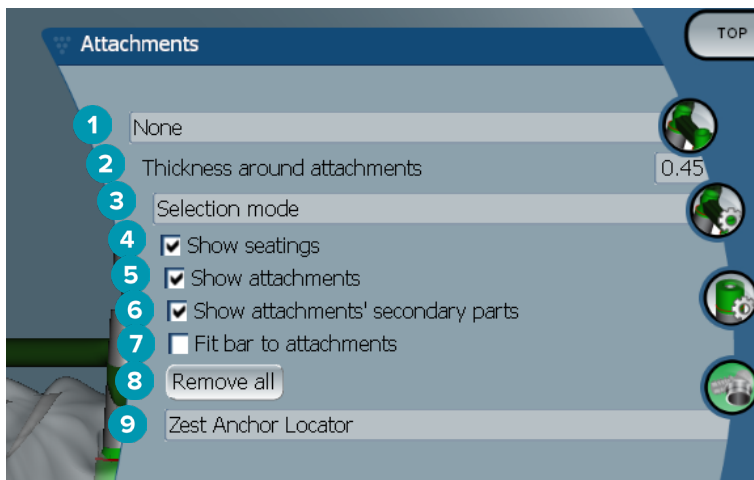 Attachments
TOP
1 None
2 Thickness around attachments 0.45
3 Selection mode
4 Show seatings
5 Show attachments
6 Show attachments' secondary parts
7 Fit bar to attachments
8 Remove all
9 Zest Anchor Locator